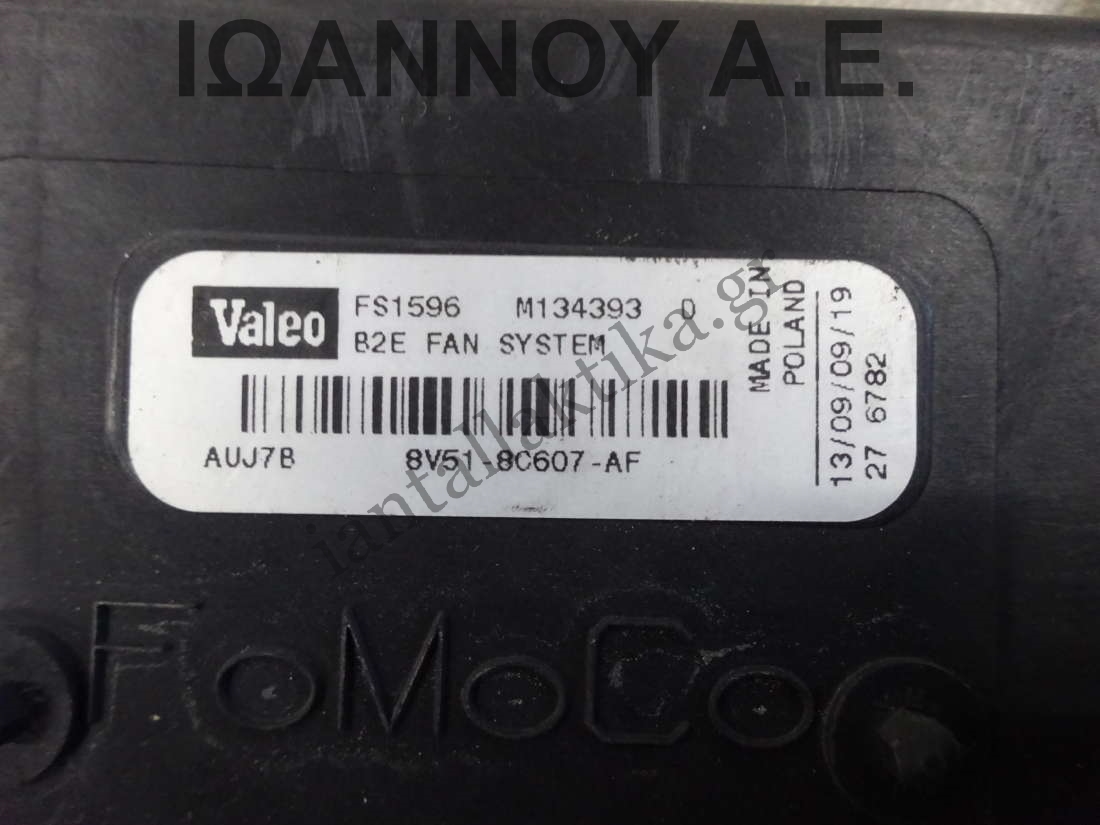 ΙΩΑΝΝΟΥ Α.Ε.
Valeo
FS1596 M134393 0
B2E FAN SYSTEM
AUJ7B 8V51-8C607-AF
MADE IN
POLAND
13/09/09/19
27 6782
iantallaktika.gr
FoMoCo